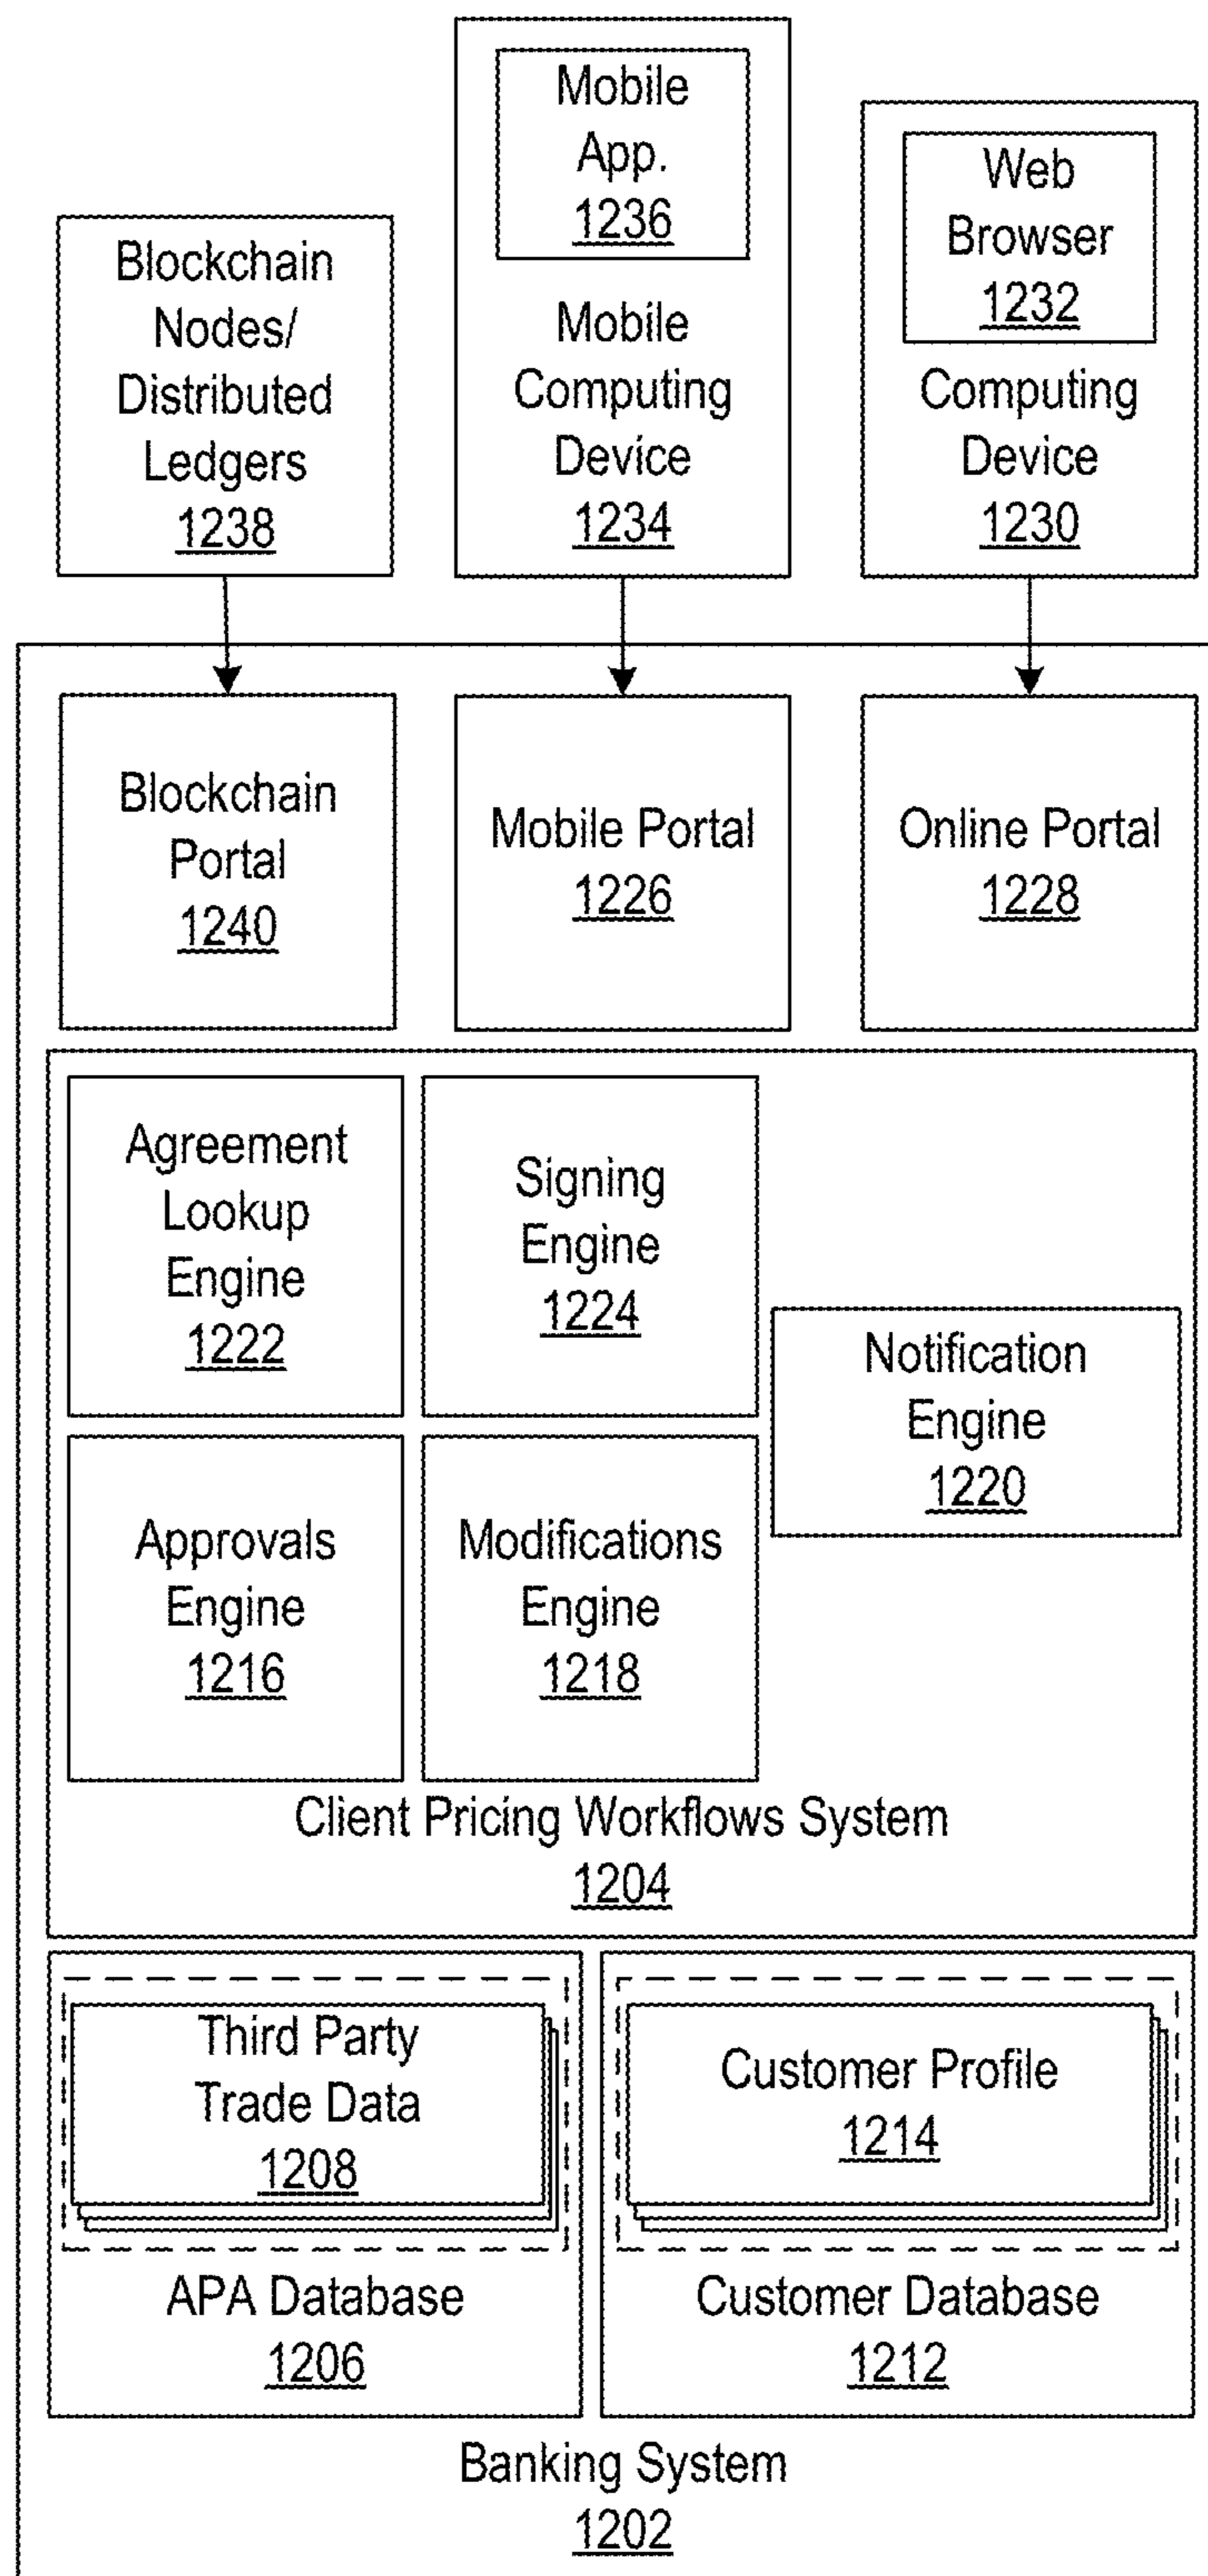 Mobile
App.
1236
Mobile
Computing
Device
1234
Web
Browser
1232
Computing
Device
1230
Blockchain
Nodes/
Distributed
Ledgers
1238
Blockchain
Portal
1240
Mobile Portal
1226
Online Portal
1228
Agreement
Lookup
Engine
1222
Signing
Engine
1224
Notification
Engine
1220
Approvals
Engine
1216
Modifications
Engine
1218
Client Pricing Workflows System
1204
Third Party
Trade Data
1208
APA Database
1206
Customer Profile
1214
Customer Database
1212
Banking System
1202